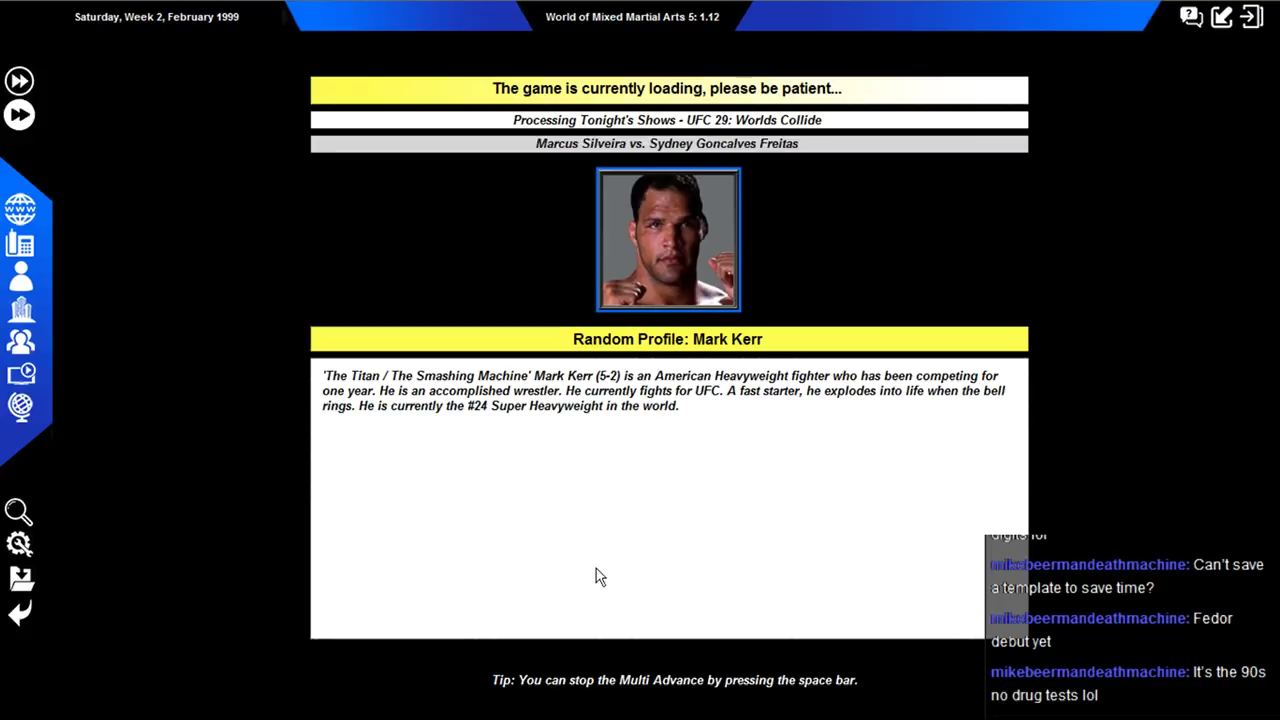 Saturday, Week 2, February 1999
World of Mixed Martial Arts 5: 1.12
The game is currently loading, please be patient...
Processing Tonight's Shows - UFC 29: Worlds Collide
Marcus Silveira vs. Sydney Goncalves Freitas
WWW
Random Profile: Mark Kerr
'The Titan / The Smashing Machine' Mark Kerr (5-2) is an American Heavyweight fighter who has been competing for
one year. He is an accomplished wrestler. He currently fights for UFC. A fast starter, he explodes into life when the bell
rings. He is currently the #24 Super Heavyweight in the world.
mikebeermandeathmachine: Can't save
a template to save time?
mikebeermandeathmachine: Fedor
debut yet
mikebeermandeathmachine: It's the 90s
no drug tests lol
Tip: You can stop the Multi Advance by pressing the space bar.